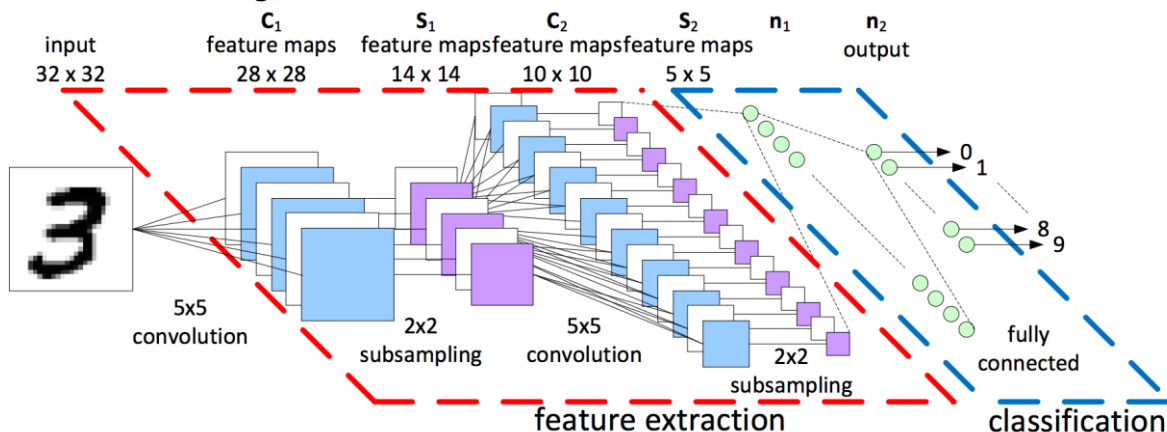 C₁ S₁ C₂ S₂ n₁ n₂
input feature maps feature maps feature maps feature maps output
32 x 32 28 x 28 14 x 14 10 x 10 5 x 5
0
1
8
9
5x5
convolution
2x2
subsampling
5x5
convolution
2x2
subsampling
fully
connected
feature extraction
classification